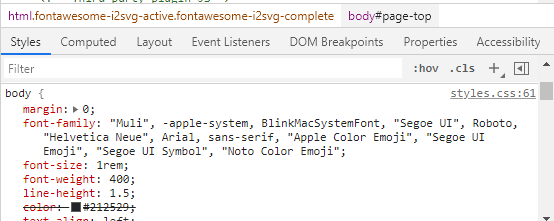 html.fontawesome-i2svg-active.fontawesome-i2svg-complete body#page-top
Styles Computed Layout Event Listeners DOM Breakpoints Properties Accessibility
Filter :hov .cls +
body { styles.css:61
margin: 0;
font-family: "Muli", -apple-system, BlinkMacSystemFont, "Segoe UI", Roboto,
"Helvetica Neue", Arial, sans-serif, "Apple Color Emoji", "Segoe UI
Emoji", "Segoe UI Symbol", "Noto Color Emoji";
font-size: 1rem;
font-weight: 400;
line-height: 1.5;
color: #212529;
text-align: left;